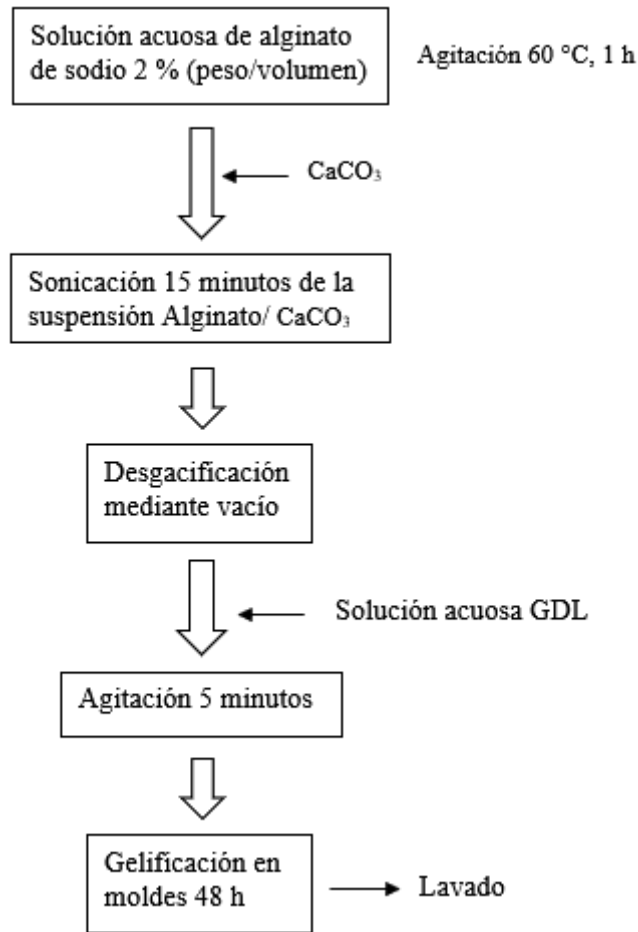 Solución acuosa de alginato
de sodio 2 % (peso/volumen)
Agitación 60 °C, 1 h
CaCO₃
Sonicación 15 minutos de la
suspensión Alginato/ CaCO₃
Desgacificación
mediante vacío
Solución acuosa GDL
Agitación 5 minutos
Gelificación en
moldes 48 h
Lavado